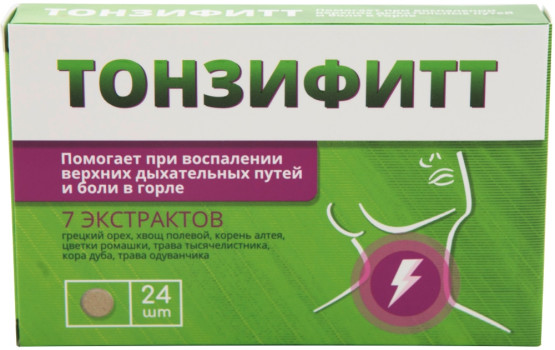 ТОНЗИФИТТ
ТОНЗИФИТТ
Помогает при воспалении
верхних дыхательных путей
и боли в горле
7 ЭКСТРАКТОВ
грецкий орех, хвощ полевой, корень алтея,
цветки ромашки, трава тысячелистника,
кора дуба, трава одуванчика
24
шт